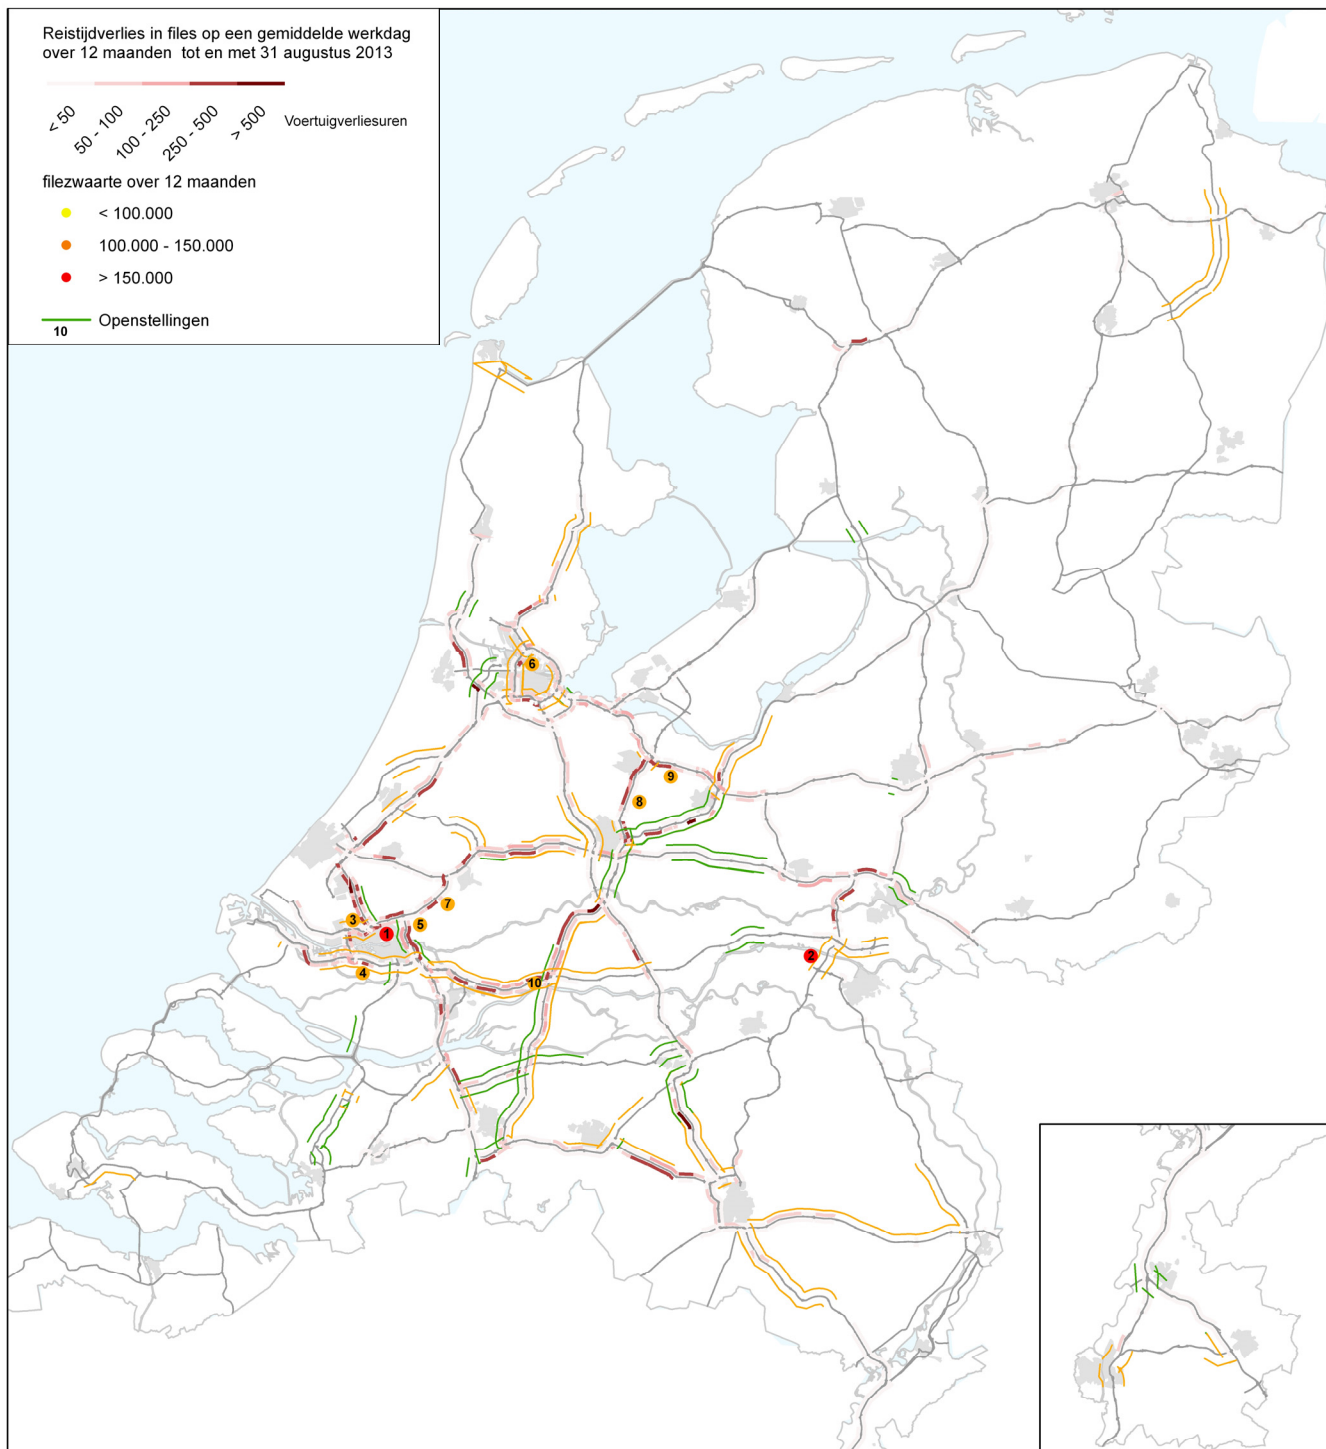 Reistijdverlies in files op een gemiddelde werkdag
over 12 maanden tot en met 31 augustus 2013
< 50
50 - 100
100 - 250
250 - 500
> 500
Voertuigverliesuren
filezwaarte over 12 maanden
< 100.000
100.000 - 150.000
> 150.000
Openstellingen
10
6
9
8
7
3
5
1
2
4
10